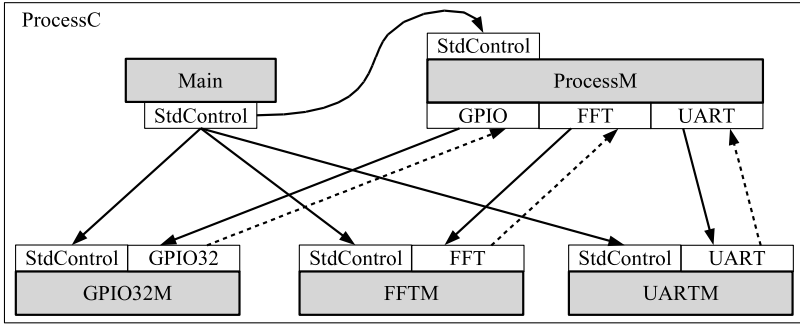 ProcessC
StdControl
Main
ProcessM
StdControl
GPIO FFT UART
StdControl GPIO32 StdControl FFT StdControl UART
GPIO32M FFTM UARTM